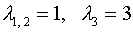 λ₁,₂ = 1, λ₃ = 3